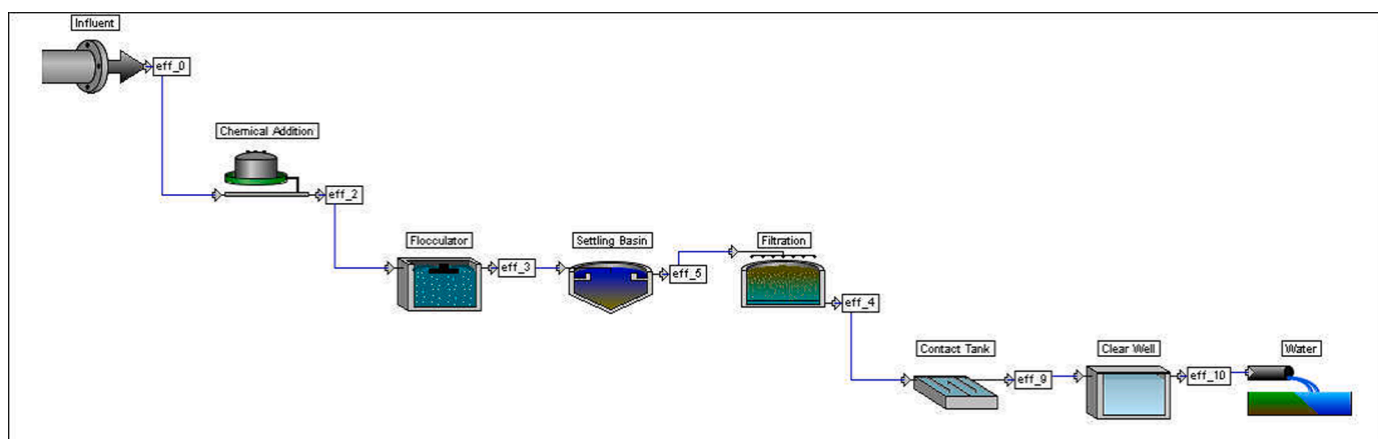 Influent
eff_0
Chemical Addition
eff_2
Flocculator
eff_3
Settling Basin
eff_5
Filtration
eff_4
Contact Tank
eff_9
Clear Well
eff_10
Water